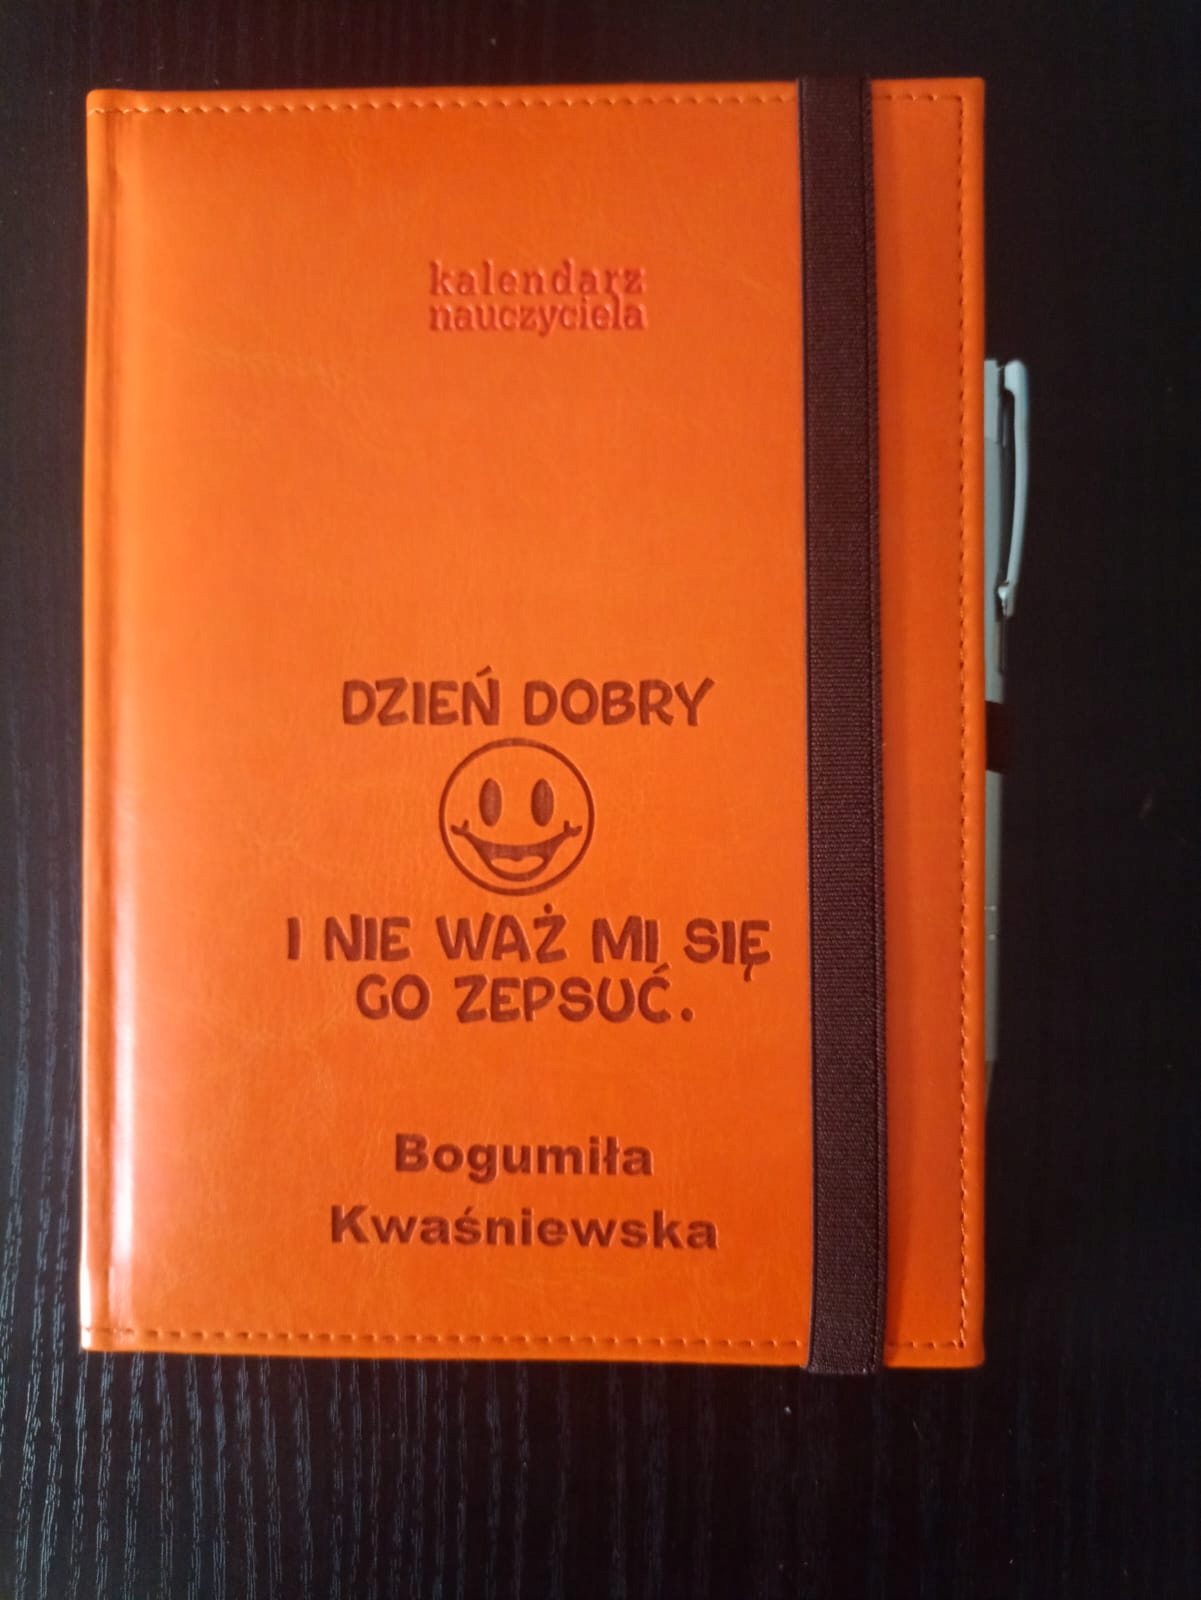 kalendarz
nauczyciela
DZIEŃ DOBRY
I NIE WAŻ MI SIĘ
GO ZEPSUĆ.
Bogumiła
Kwaśniewska